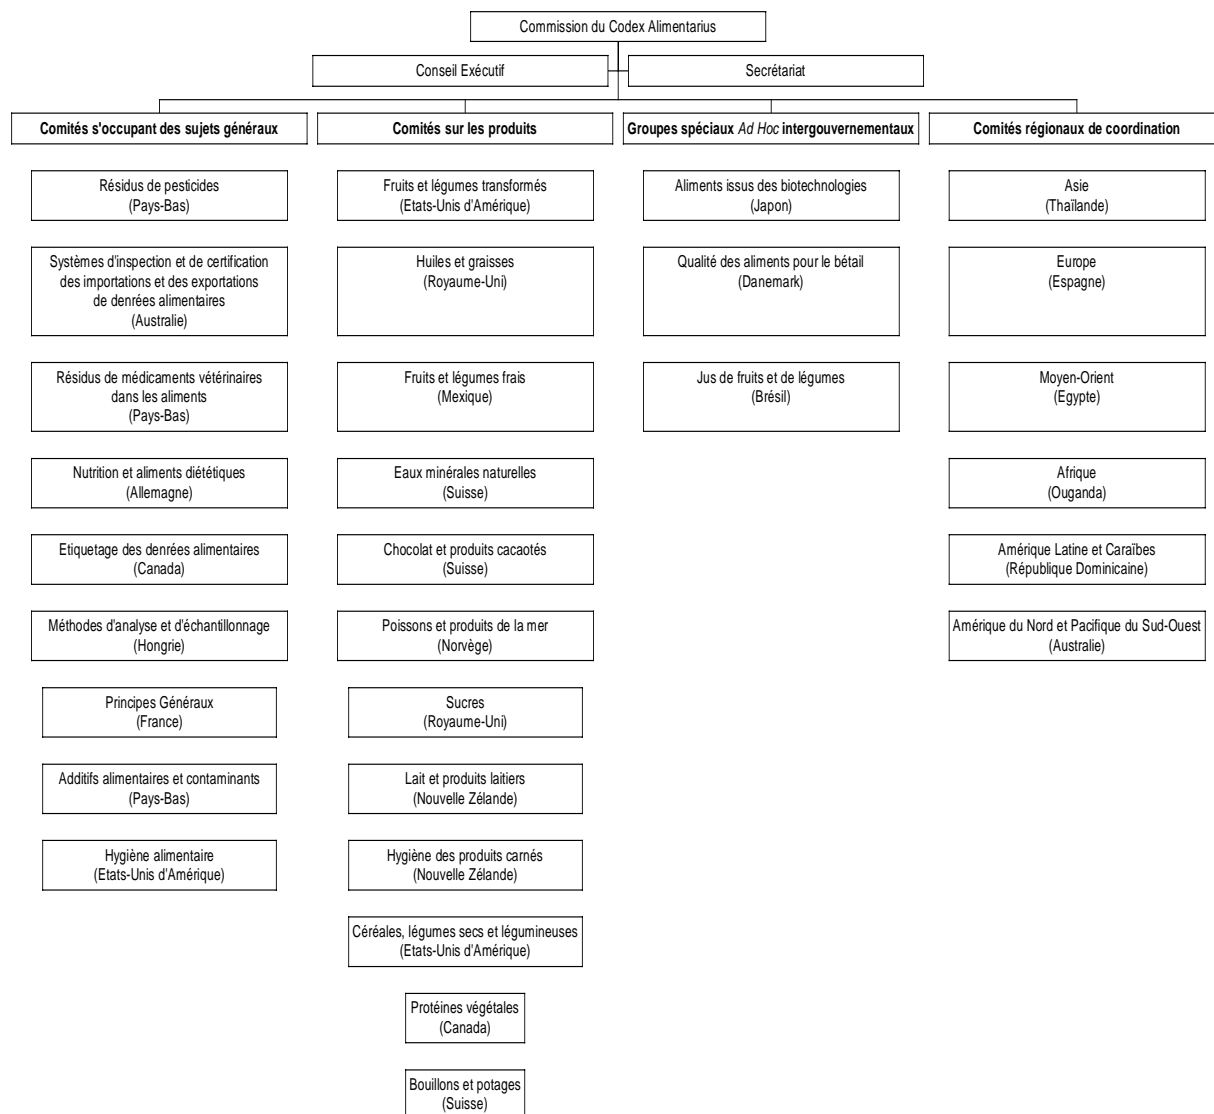 Commission du Codex Alimentarius
Conseil Exécutif
Secrétariat
Comités s'occupant des sujets généraux
Résidus de pesticides
(Pays-Bas)
Systèmes d'inspection et de certification
des importations et des exportations
de denrées alimentaires
(Australie)
Résidus de médicaments vétérinaires
dans les aliments
(Pays-Bas)
Nutrition et aliments diététiques
(Allemagne)
Etiquetage des denrées alimentaires
(Canada)
Méthodes d'analyse et d'échantillonnage
(Hongrie)
Principes Généraux
(France)
Additifs alimentaires et contaminants
(Pays-Bas)
Hygiène alimentaire
(Etats-Unis d'Amérique)
Comités sur les produits
Fruits et légumes transformés
(Etats-Unis d'Amérique)
Huiles et graisses
(Royaume-Uni)
Fruits et légumes frais
(Mexique)
Eaux minérales naturelles
(Suisse)
Chocolat et produits cacaotés
(Suisse)
Poissons et produits de la mer
(Norvège)
Sucres
(Royaume-Uni)
Lait et produits laitiers
(Nouvelle Zélande)
Hygiène des produits carnés
(Nouvelle Zélande)
Céréales, légumes secs et légumineuses
(Etats-Unis d'Amérique)
Protéines végétales
(Canada)
Bouillons et potages
(Suisse)
Groupes spéciaux Ad Hoc intergouvernementaux
Aliments issus des biotechnologies
(Japon)
Qualité des aliments pour le bétail
(Danemark)
Jus de fruits et de légumes
(Brésil)
Comités régionaux de coordination
Asie
(Thaïlande)
Europe
(Espagne)
Moyen-Orient
(Egypte)
Afrique
(Ouganda)
Amérique Latine et Caraïbes
(République Dominicaine)
Amérique du Nord et Pacifique du Sud-Ouest
(Australie)